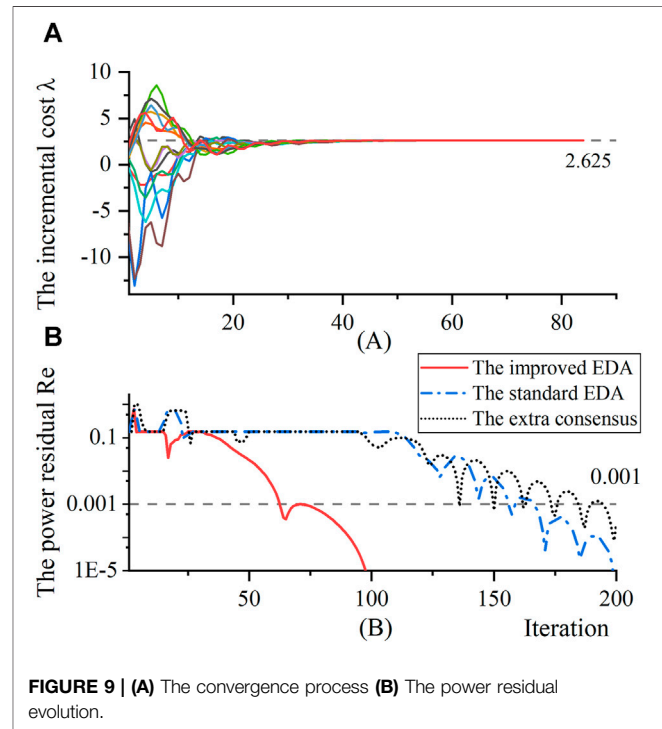 A
The incremental cost λ
10
5
0
-5
-10
2.625
20
40
60
80
(A)
B
The power residual Re
The improved EDA
The standard EDA
The extra consensus
0.1
0.001
1E-5
0.001
50
100
150
200
(B)
Iteration
FIGURE 9 | (A) The convergence process (B) The power residual
evolution.